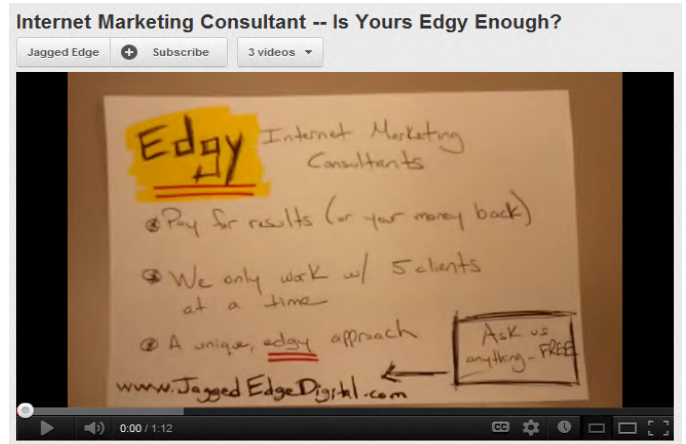 Internet Marketing Consultant -- Is Yours Edgy Enough?
Jagged Edge Subscribe 3 videos
Edgy Internet Marketing
Consultants
Pay for results (or your money back)
We only work w/ 5 clients
at a time
A unique, edgy approach
Ask us
anything - FREE
www.JaggedEdgeDigital.com
0:00 / 1:12 CC